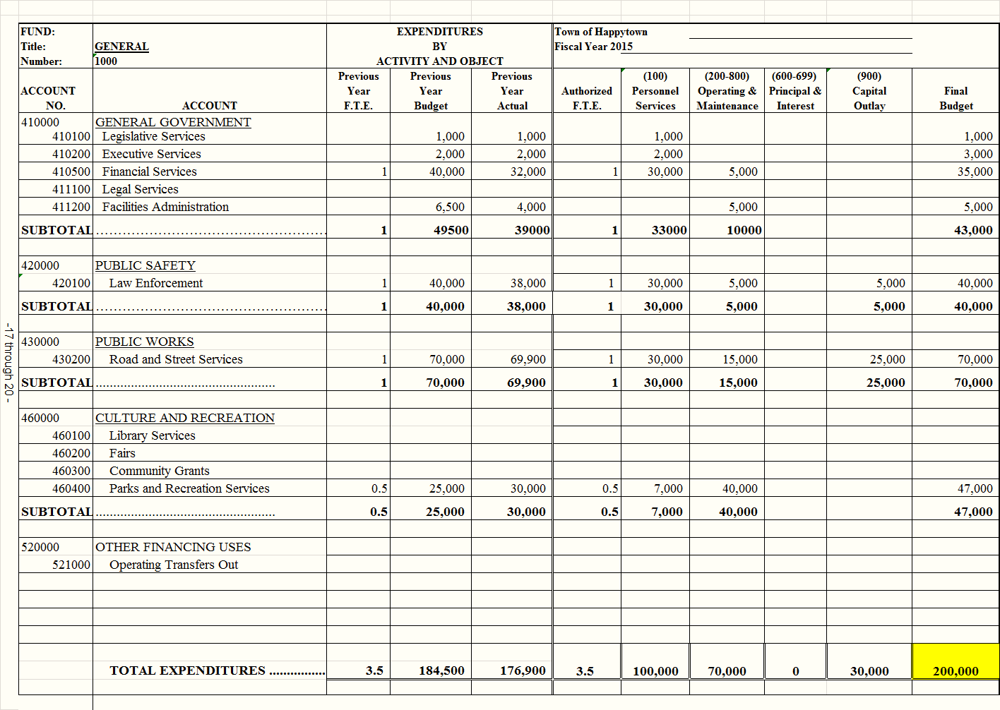 FUND: EXPENDITURES Town of Happytown
Title: GENERAL BY Fiscal Year 2015
Number: 1000 ACTIVITY AND OBJECT
Previous Previous Previous (100) (200-800) (600-699) (900)
ACCOUNT Year Year Year Authorized Personnel Operating & Principal & Capital Final
NO. ACCOUNT F.T.E. Budget Actual F.T.E. Services Maintenance Interest Outlay Budget
410000 GENERAL GOVERNMENT
410100 Legislative Services 1,000 1,000 1,000 1,000
410200 Executive Services 2,000 2,000 2,000 3,000
410500 Financial Services 1 40,000 32,000 1 30,000 5,000 35,000
411100 Legal Services
411200 Facilities Administration 6,500 4,000 5,000 5,000
SUBTOTAL .................................................... 1 49500 39000 1 33000 10000 43,000
420000 PUBLIC SAFETY
420100 Law Enforcement 1 40,000 38,000 1 30,000 5,000 5,000 40,000
SUBTOTAL .................................................... 1 40,000 38,000 1 30,000 5,000 5,000 40,000
430000 PUBLIC WORKS
430200 Road and Street Services 1 70,000 69,900 1 30,000 15,000 25,000 70,000
SUBTOTAL ................................................... 1 70,000 69,900 1 30,000 15,000 25,000 70,000
460000 CULTURE AND RECREATION
460100 Library Services
460200 Fairs
460300 Community Grants
460400 Parks and Recreation Services 0.5 25,000 30,000 0.5 7,000 40,000 47,000
SUBTOTAL ................................................... 0.5 25,000 30,000 0.5 7,000 40,000 47,000
520000 OTHER FINANCING USES
521000 Operating Transfers Out
TOTAL EXPENDITURES ................ 3.5 184,500 176,900 3.5 100,000 70,000 0 30,000 200,000
-17 through 20 -